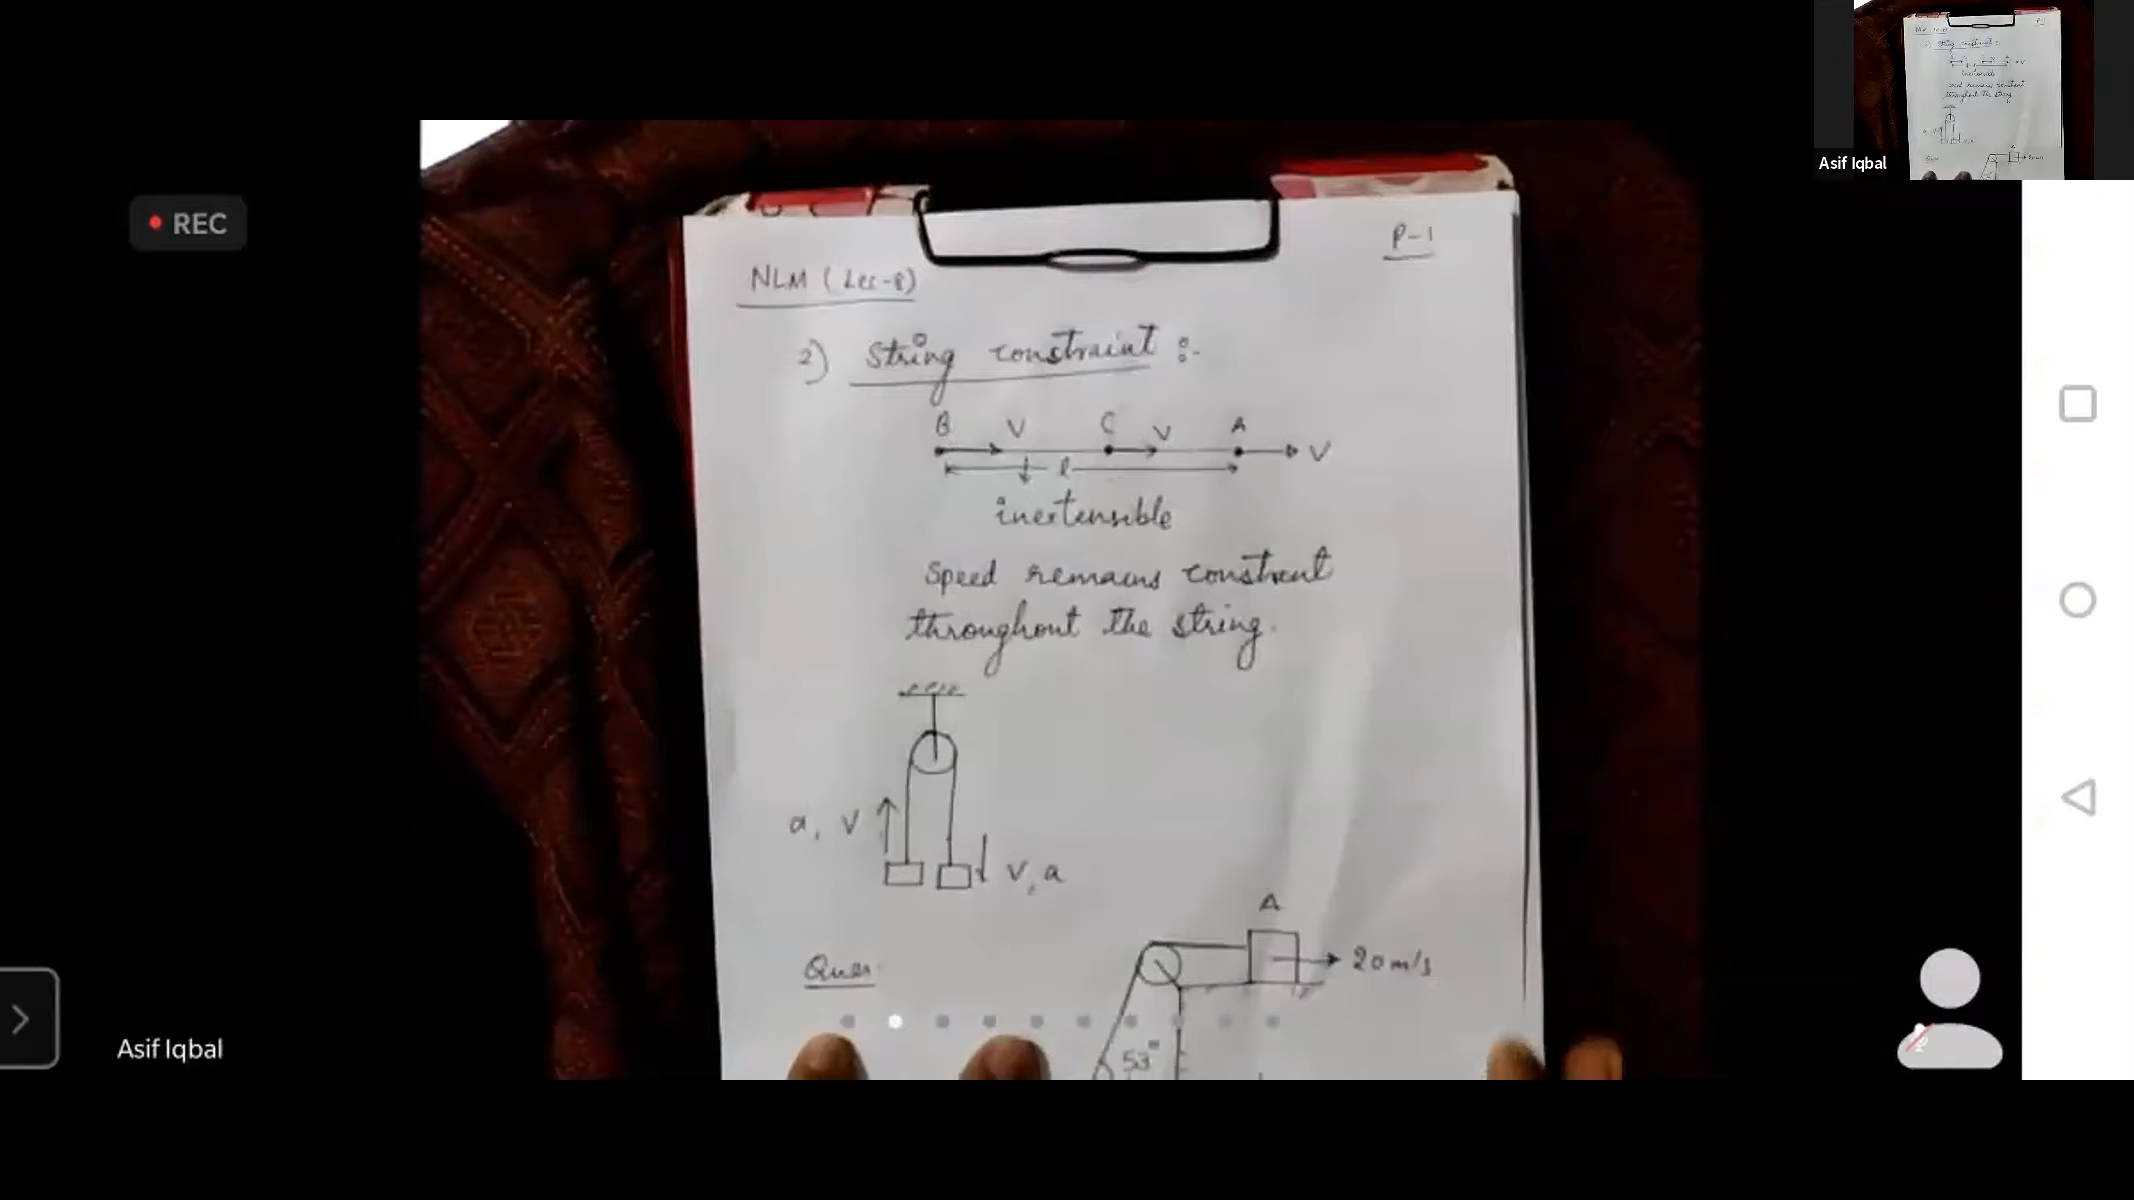 Asif Iqbal
REC
P-1
NLM (Lec-8)
2) String constraint :-
B V C V A V
l
inextensible
Speed remains constant
throughout the string.
a, V
V, a
A
Ques.
20 m/s
53°
Asif Iqbal